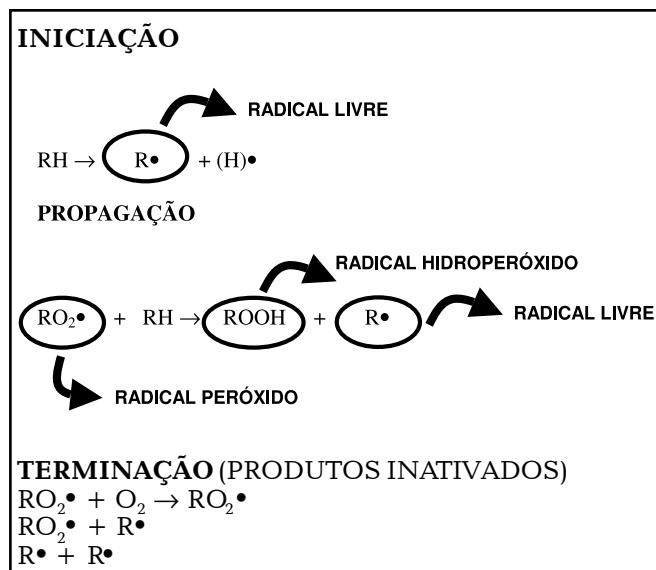 INICIAÇÃO
RADICAL LIVRE
RH → R• + (H)•
PROPAGAÇÃO
RADICAL HIDROPERÓXIDO
RO₂• + RH → ROOH + R•
RADICAL LIVRE
RADICAL PERÓXIDO
TERMINAÇÃO (PRODUTOS INATIVADOS)
RO₂• + O₂ → RO₂•
RO₂• + R•
R• + R•